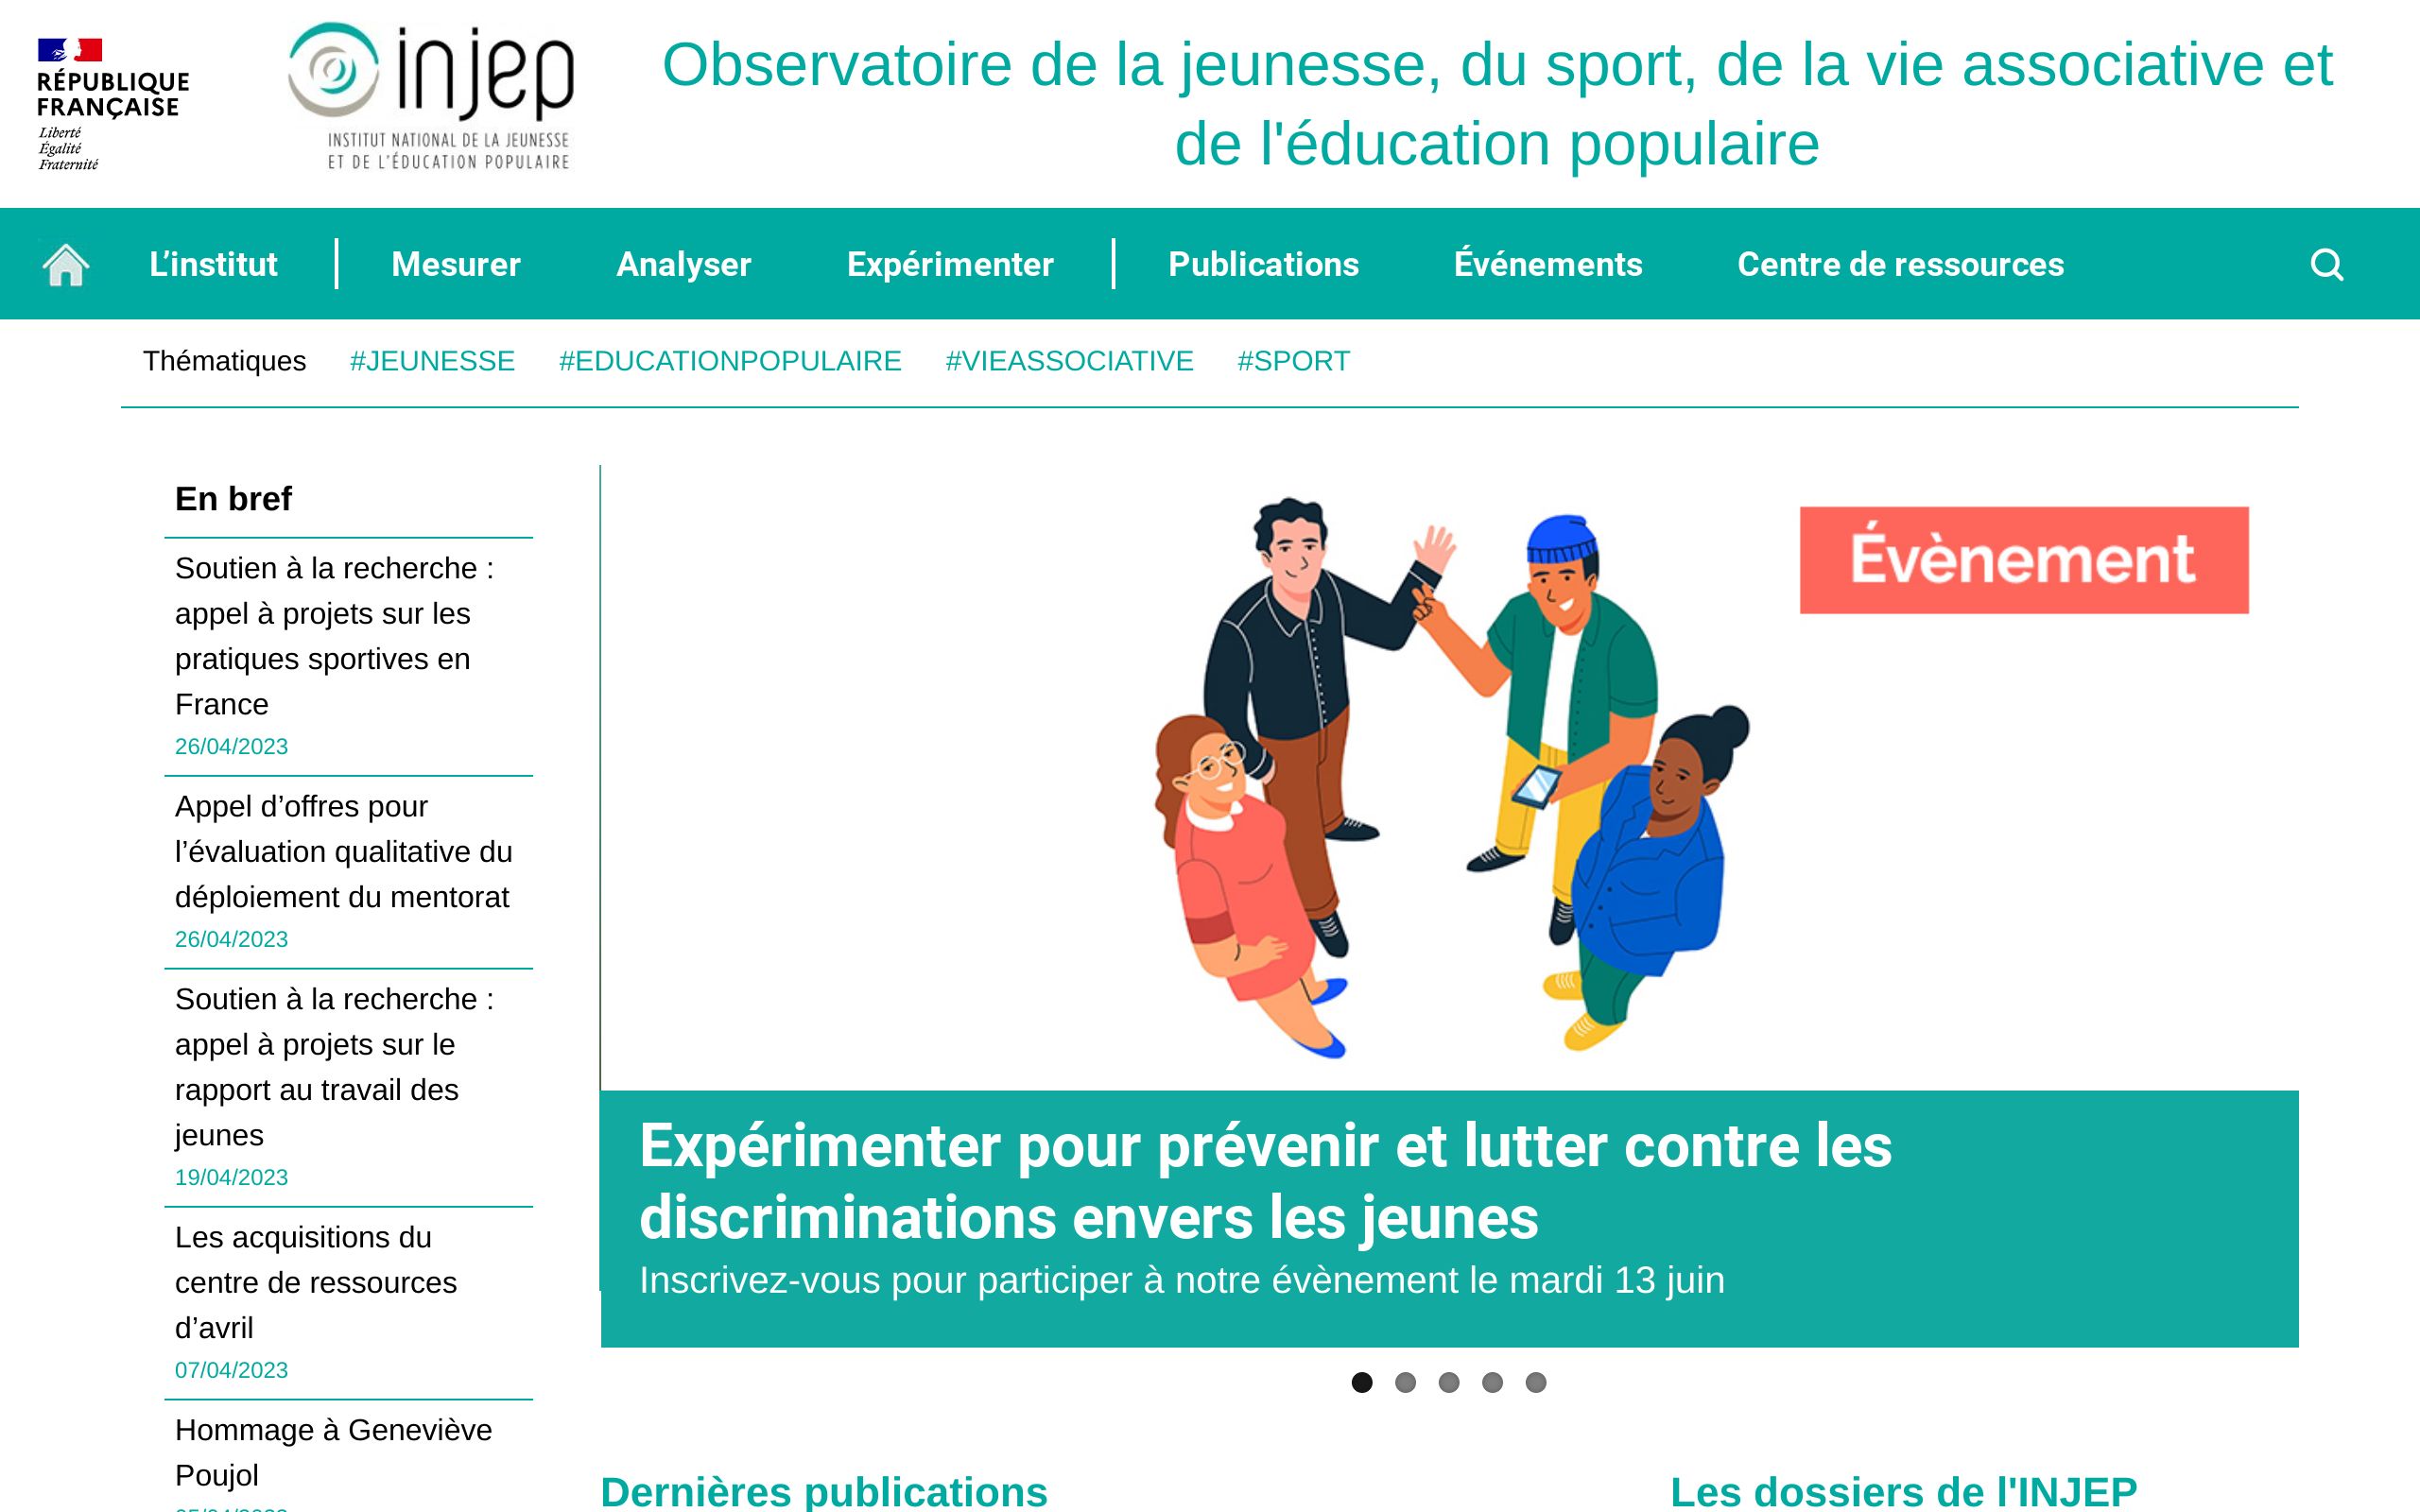 RÉPUBLIQUE
FRANÇAISE
Liberté
Égalité
Fraternité
injep
INSTITUT NATIONAL DE LA JEUNESSE
ET DE L'ÉDUCATION POPULAIRE
Observatoire de la jeunesse, du sport, de la vie associative et
de l'éducation populaire
L’institut Mesurer Analyser Expérimenter Publications Événements Centre de ressources
Thématiques #JEUNESSE #EDUCATIONPOPULAIRE #VIEASSOCIATIVE #SPORT
En bref
Soutien à la recherche :
appel à projets sur les
pratiques sportives en
France
26/04/2023
Appel d’offres pour
l’évaluation qualitative du
déploiement du mentorat
26/04/2023
Soutien à la recherche :
appel à projets sur le
rapport au travail des
jeunes
19/04/2023
Les acquisitions du
centre de ressources
d’avril
07/04/2023
Hommage à Geneviève
Poujol
Évènement
Expérimenter pour prévenir et lutter contre les
discriminations envers les jeunes
Inscrivez-vous pour participer à notre évènement le mardi 13 juin
Dernières publications
Les dossiers de l'INJEP